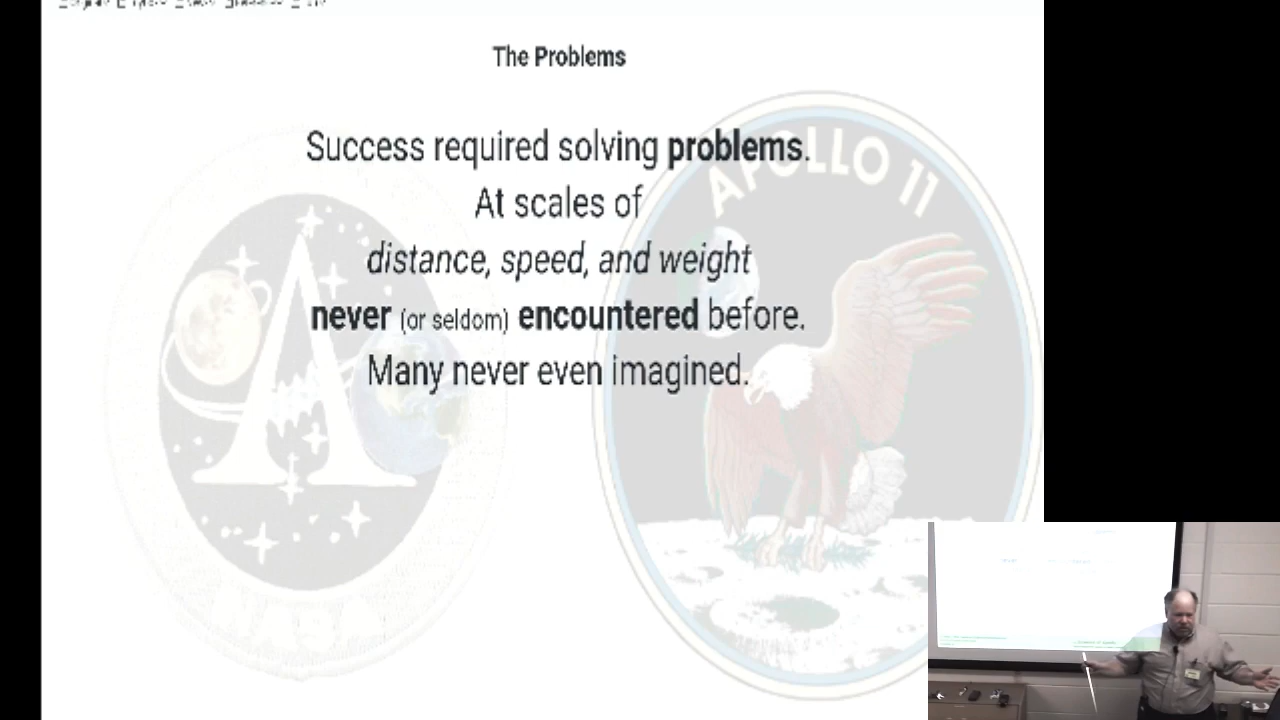 The Problems
Success required solving problems.
At scales of
distance, speed, and weight
never (or seldom) encountered before.
Many never even imagined.
APOLLO 11
NASA